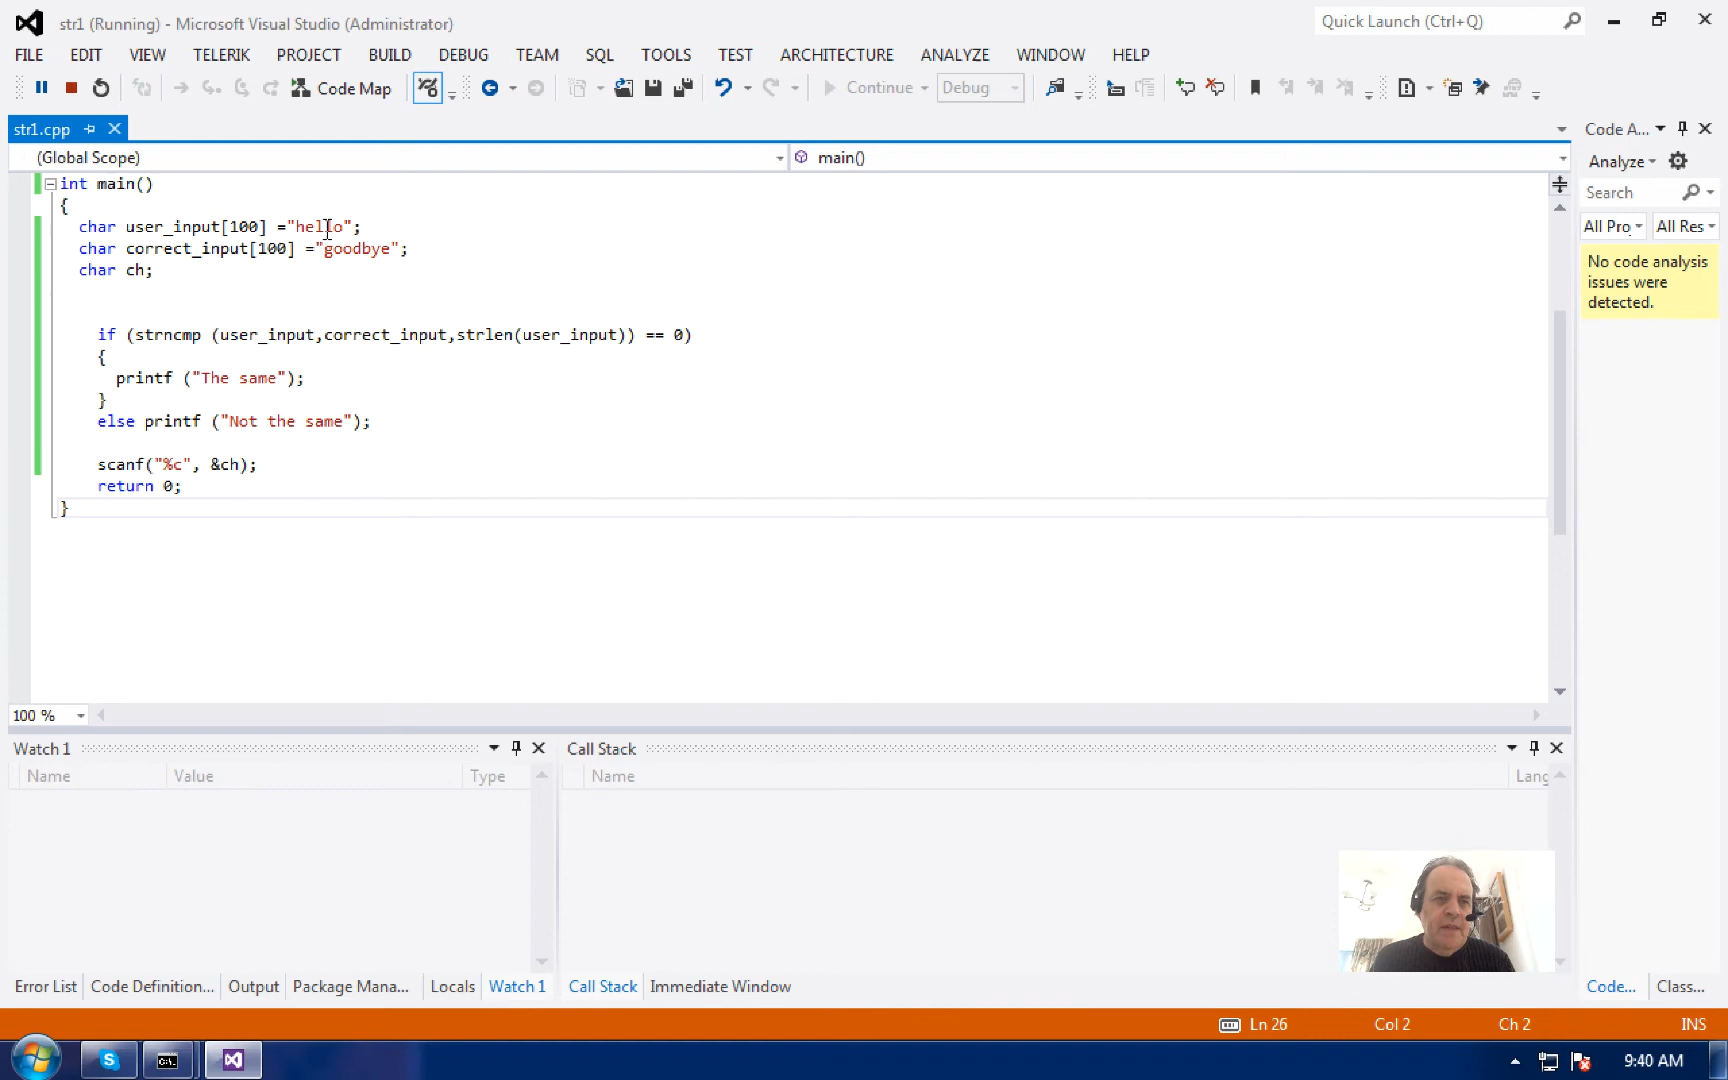 str1 (Running) - Microsoft Visual Studio (Administrator)
Quick Launch (Ctrl+Q)
FILE EDIT VIEW TELERIK PROJECT BUILD DEBUG TEAM SQL TOOLS TEST ARCHITECTURE ANALYZE WINDOW HELP
Code Map Continue Debug
str1.cpp
Code A...
(Global Scope) main()
Analyze
Search
All Pro All Res
No code analysis
issues were
detected.
int main()
{
char user_input[100] ="hello";
char correct_input[100] ="goodbye";
char ch;
if (strncmp (user_input,correct_input,strlen(user_input)) == 0)
{
printf ("The same");
}
else printf ("Not the same");
scanf("%c", &ch);
return 0;
}
100 %
Watch 1
Name Value Type
Call Stack
Name Lang
Error List Code Definition... Output Package Mana... Locals Watch 1
Call Stack Immediate Window
Code... Class...
Ln 26 Col 2 Ch 2 INS
9:40 AM